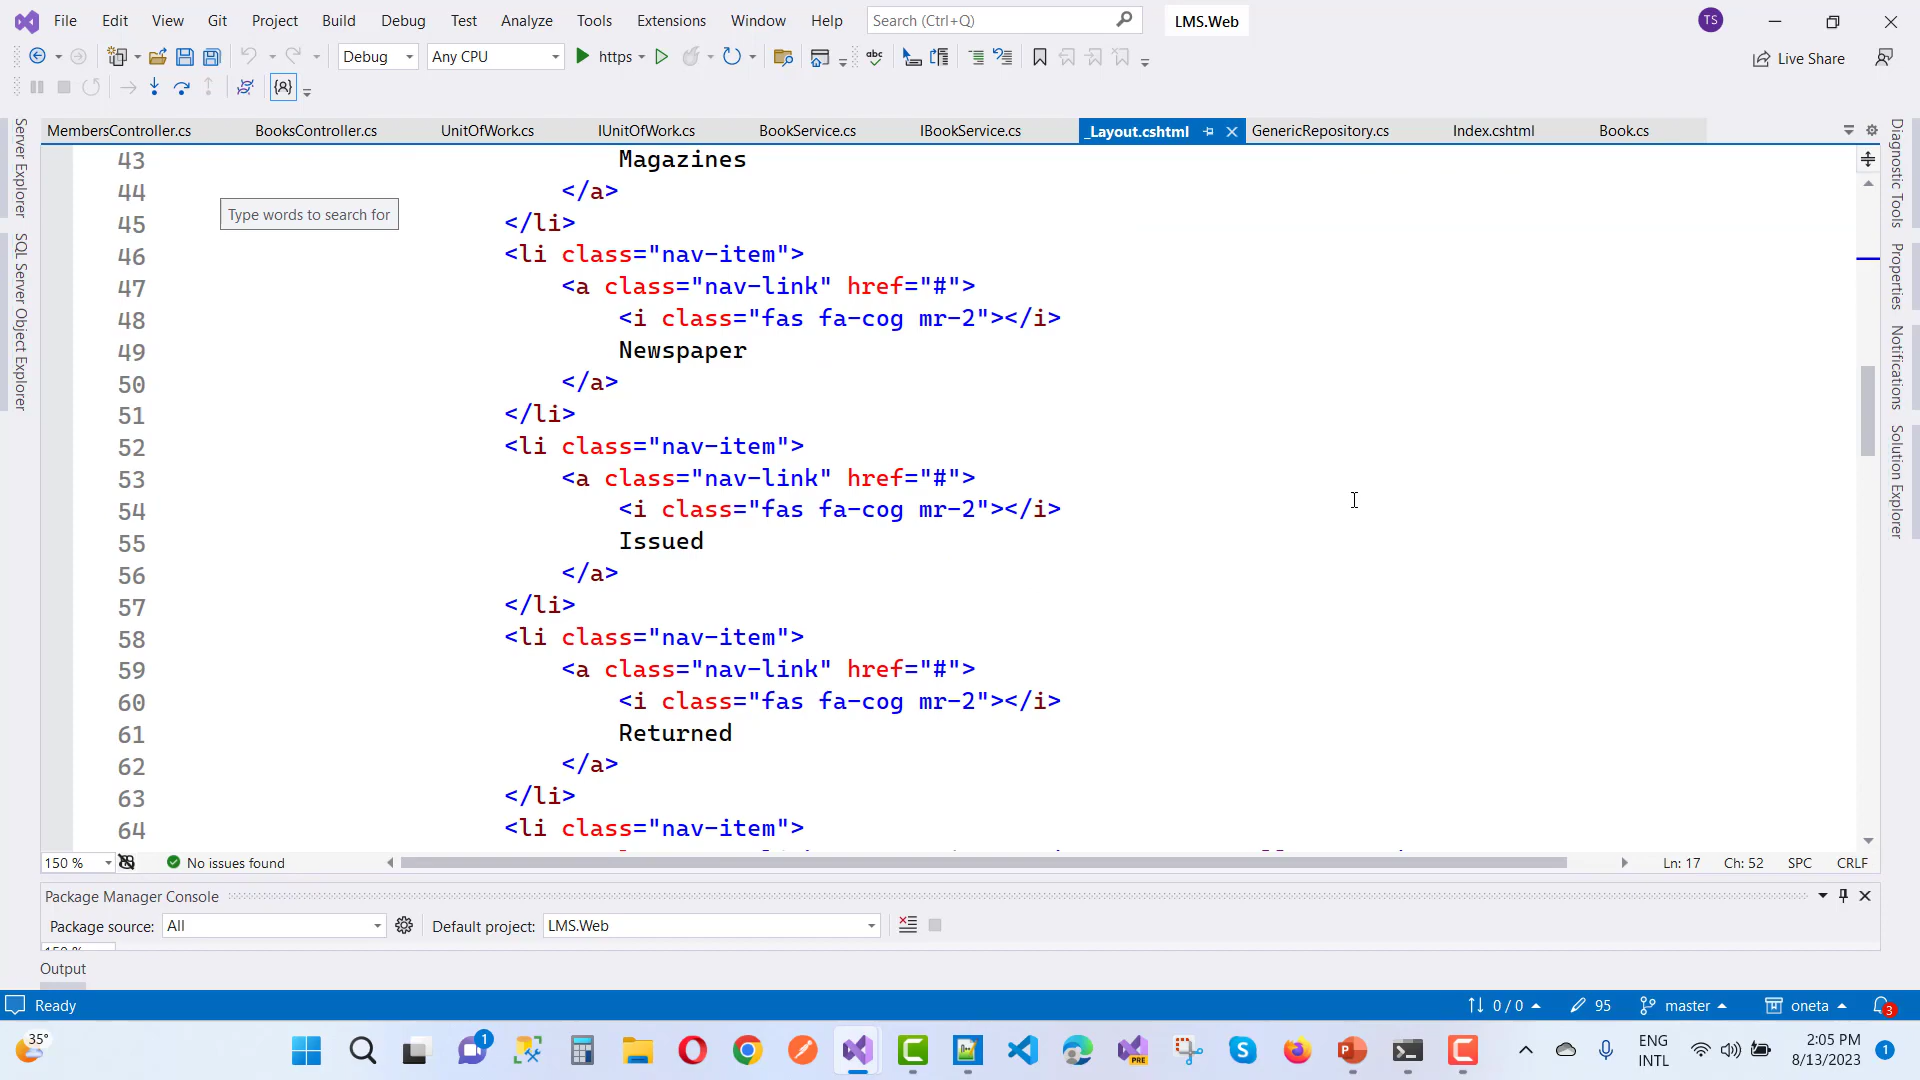 File Edit View Git Project Build Debug Test Analyze Tools Extensions Window Help Search (Ctrl+Q) LMS.Web TS
Debug Any CPU https Live Share
MembersController.cs BooksController.cs UnitOfWork.cs IUnitOfWork.cs BookService.cs IBookService.cs _Layout.cshtml GenericRepository.cs Index.cshtml Book.cs
Server Explorer
SQL Server Object Explorer
Type words to search for
43 Magazines
44 </a>
45 </li>
46 <li class="nav-item">
47 <a class="nav-link" href="#">
48 <i class="fas fa-cog mr-2"></i>
49 Newspaper
50 </a>
51 </li>
52 <li class="nav-item">
53 <a class="nav-link" href="#">
54 <i class="fas fa-cog mr-2"></i>
55 Issued
56 </a>
57 </li>
58 <li class="nav-item">
59 <a class="nav-link" href="#">
60 <i class="fas fa-cog mr-2"></i>
61 Returned
62 </a>
63 </li>
64 <li class="nav-item">
Diagnostic Tools
Properties
Notifications
Solution Explorer
150 % No issues found Ln: 17 Ch: 52 SPC CRLF
Package Manager Console
Package source: All Default project: LMS.Web
150 %
Output
Ready 0 / 0 95 master oneta 3
35° 1 PRE ENG INTL 2:05 PM 8/13/2023 1